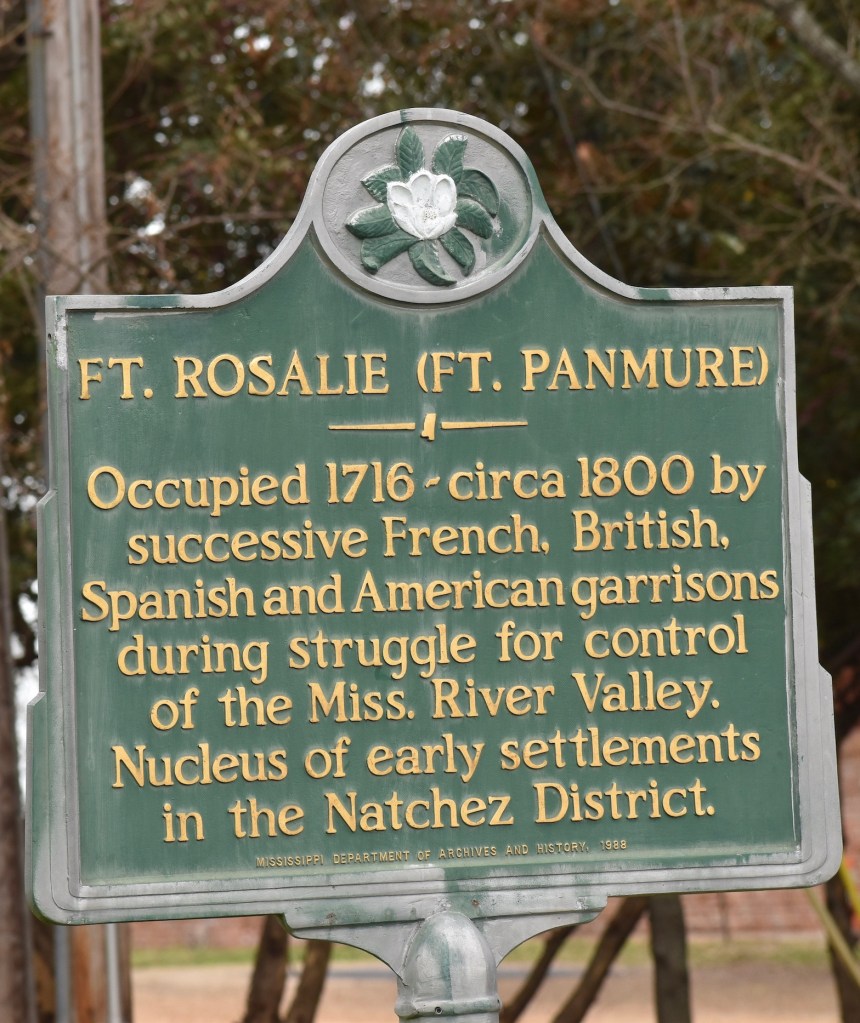 FT. ROSALIE (FT. PANMURE)
Occupied 1716 - circa 1800 by
successive French, British,
Spanish and American garrisons
during struggle for control
of the Miss. River Valley.
Nucleus of early settlements
in the Natchez District.
MISSISSIPPI DEPARTMENT OF ARCHIVES AND HISTORY, 1988